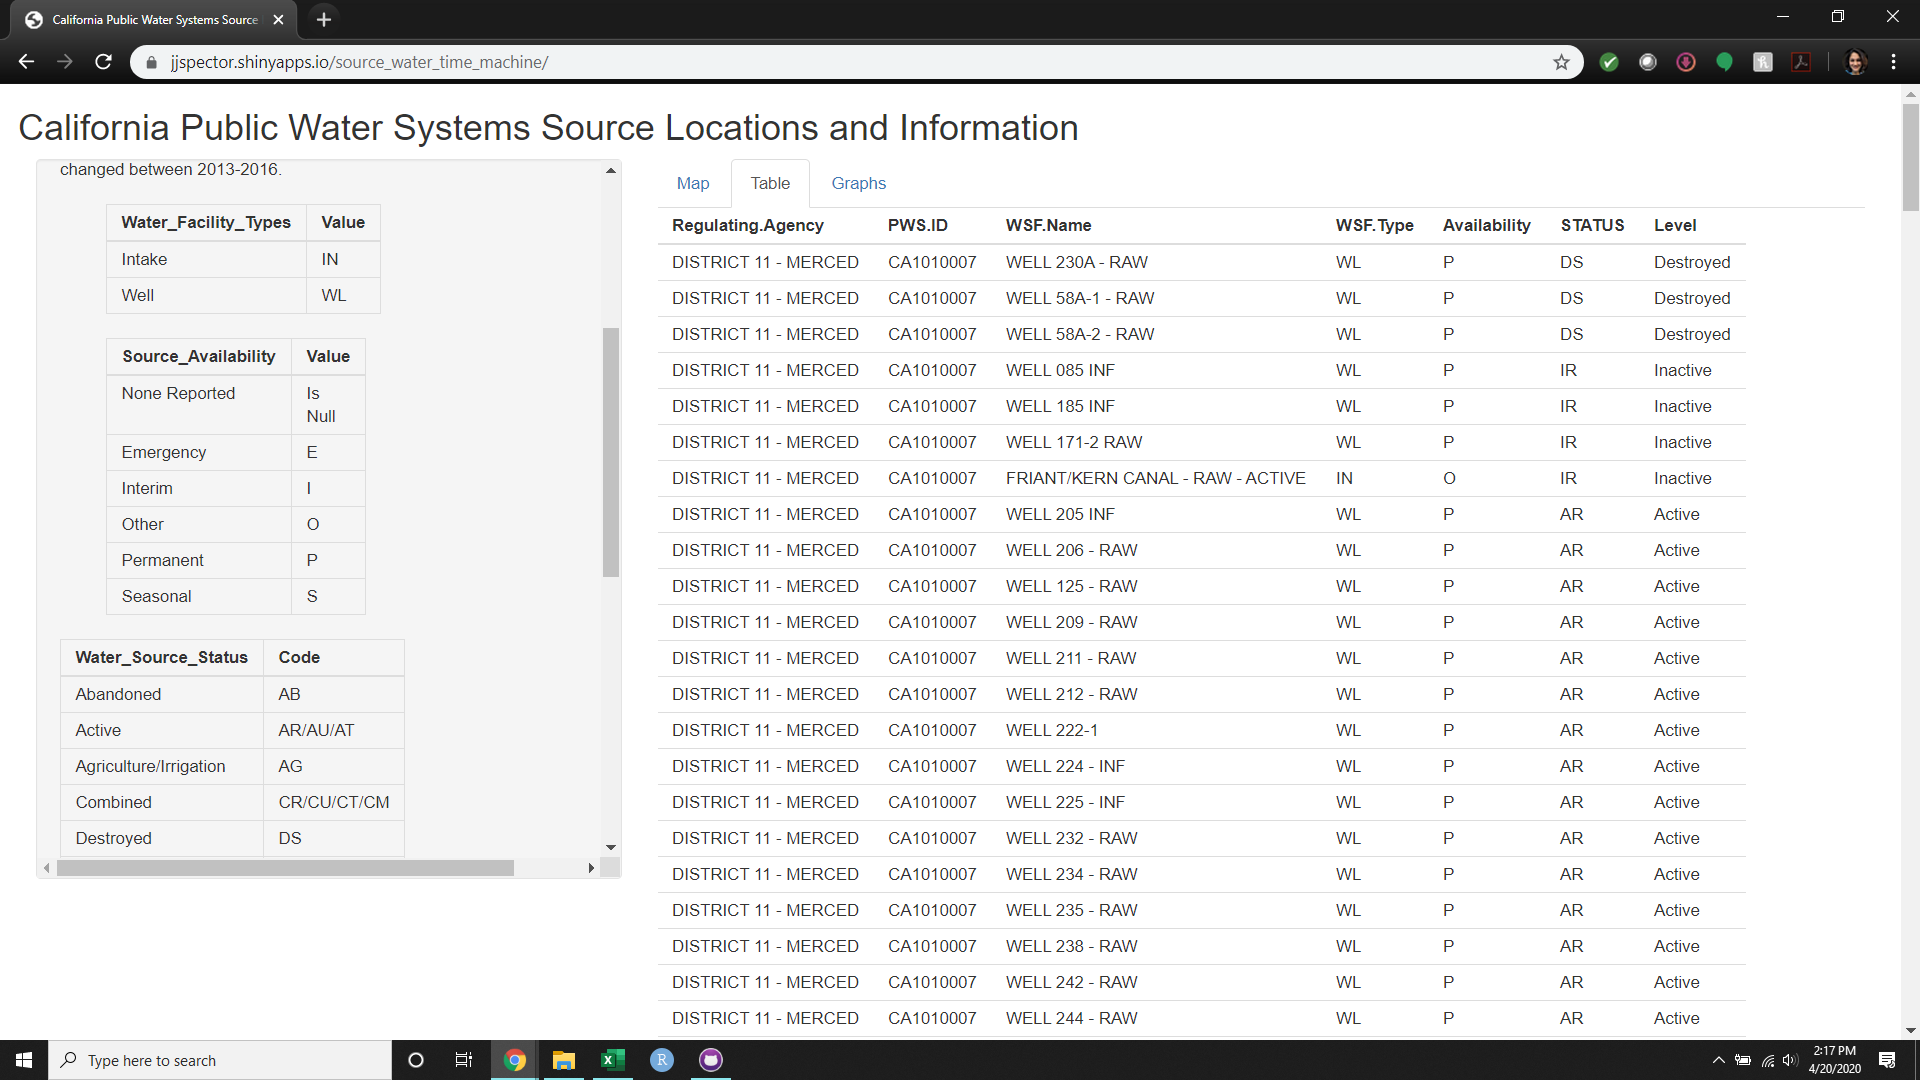 California Public Water Systems Source
jjspector.shinyapps.io/source_water_time_machine/
California Public Water Systems Source Locations and Information
changed between 2013-2016.
Water_Facility_Types Value
Intake IN
Well WL
Source_Availability Value
None Reported Is
Null
Emergency E
Interim I
Other O
Permanent P
Seasonal S
Water_Source_Status Code
Abandoned AB
Active AR/AU/AT
Agriculture/Irrigation AG
Combined CR/CU/CT/CM
Destroyed DS
Map Table Graphs
Regulating.Agency PWS.ID WSF.Name WSF.Type Availability STATUS Level
DISTRICT 11 - MERCED CA1010007 WELL 230A - RAW WL P DS Destroyed
DISTRICT 11 - MERCED CA1010007 WELL 58A-1 - RAW WL P DS Destroyed
DISTRICT 11 - MERCED CA1010007 WELL 58A-2 - RAW WL P DS Destroyed
DISTRICT 11 - MERCED CA1010007 WELL 085 INF WL P IR Inactive
DISTRICT 11 - MERCED CA1010007 WELL 185 INF WL P IR Inactive
DISTRICT 11 - MERCED CA1010007 WELL 171-2 RAW WL P IR Inactive
DISTRICT 11 - MERCED CA1010007 FRIANT/KERN CANAL - RAW - ACTIVE IN O IR Inactive
DISTRICT 11 - MERCED CA1010007 WELL 205 INF WL P AR Active
DISTRICT 11 - MERCED CA1010007 WELL 206 - RAW WL P AR Active
DISTRICT 11 - MERCED CA1010007 WELL 125 - RAW WL P AR Active
DISTRICT 11 - MERCED CA1010007 WELL 209 - RAW WL P AR Active
DISTRICT 11 - MERCED CA1010007 WELL 211 - RAW WL P AR Active
DISTRICT 11 - MERCED CA1010007 WELL 212 - RAW WL P AR Active
DISTRICT 11 - MERCED CA1010007 WELL 222-1 WL P AR Active
DISTRICT 11 - MERCED CA1010007 WELL 224 - INF WL P AR Active
DISTRICT 11 - MERCED CA1010007 WELL 225 - INF WL P AR Active
DISTRICT 11 - MERCED CA1010007 WELL 232 - RAW WL P AR Active
DISTRICT 11 - MERCED CA1010007 WELL 234 - RAW WL P AR Active
DISTRICT 11 - MERCED CA1010007 WELL 235 - RAW WL P AR Active
DISTRICT 11 - MERCED CA1010007 WELL 238 - RAW WL P AR Active
DISTRICT 11 - MERCED CA1010007 WELL 242 - RAW WL P AR Active
DISTRICT 11 - MERCED CA1010007 WELL 244 - RAW WL P AR Active
Type here to search
2:17 PM
4/20/2020